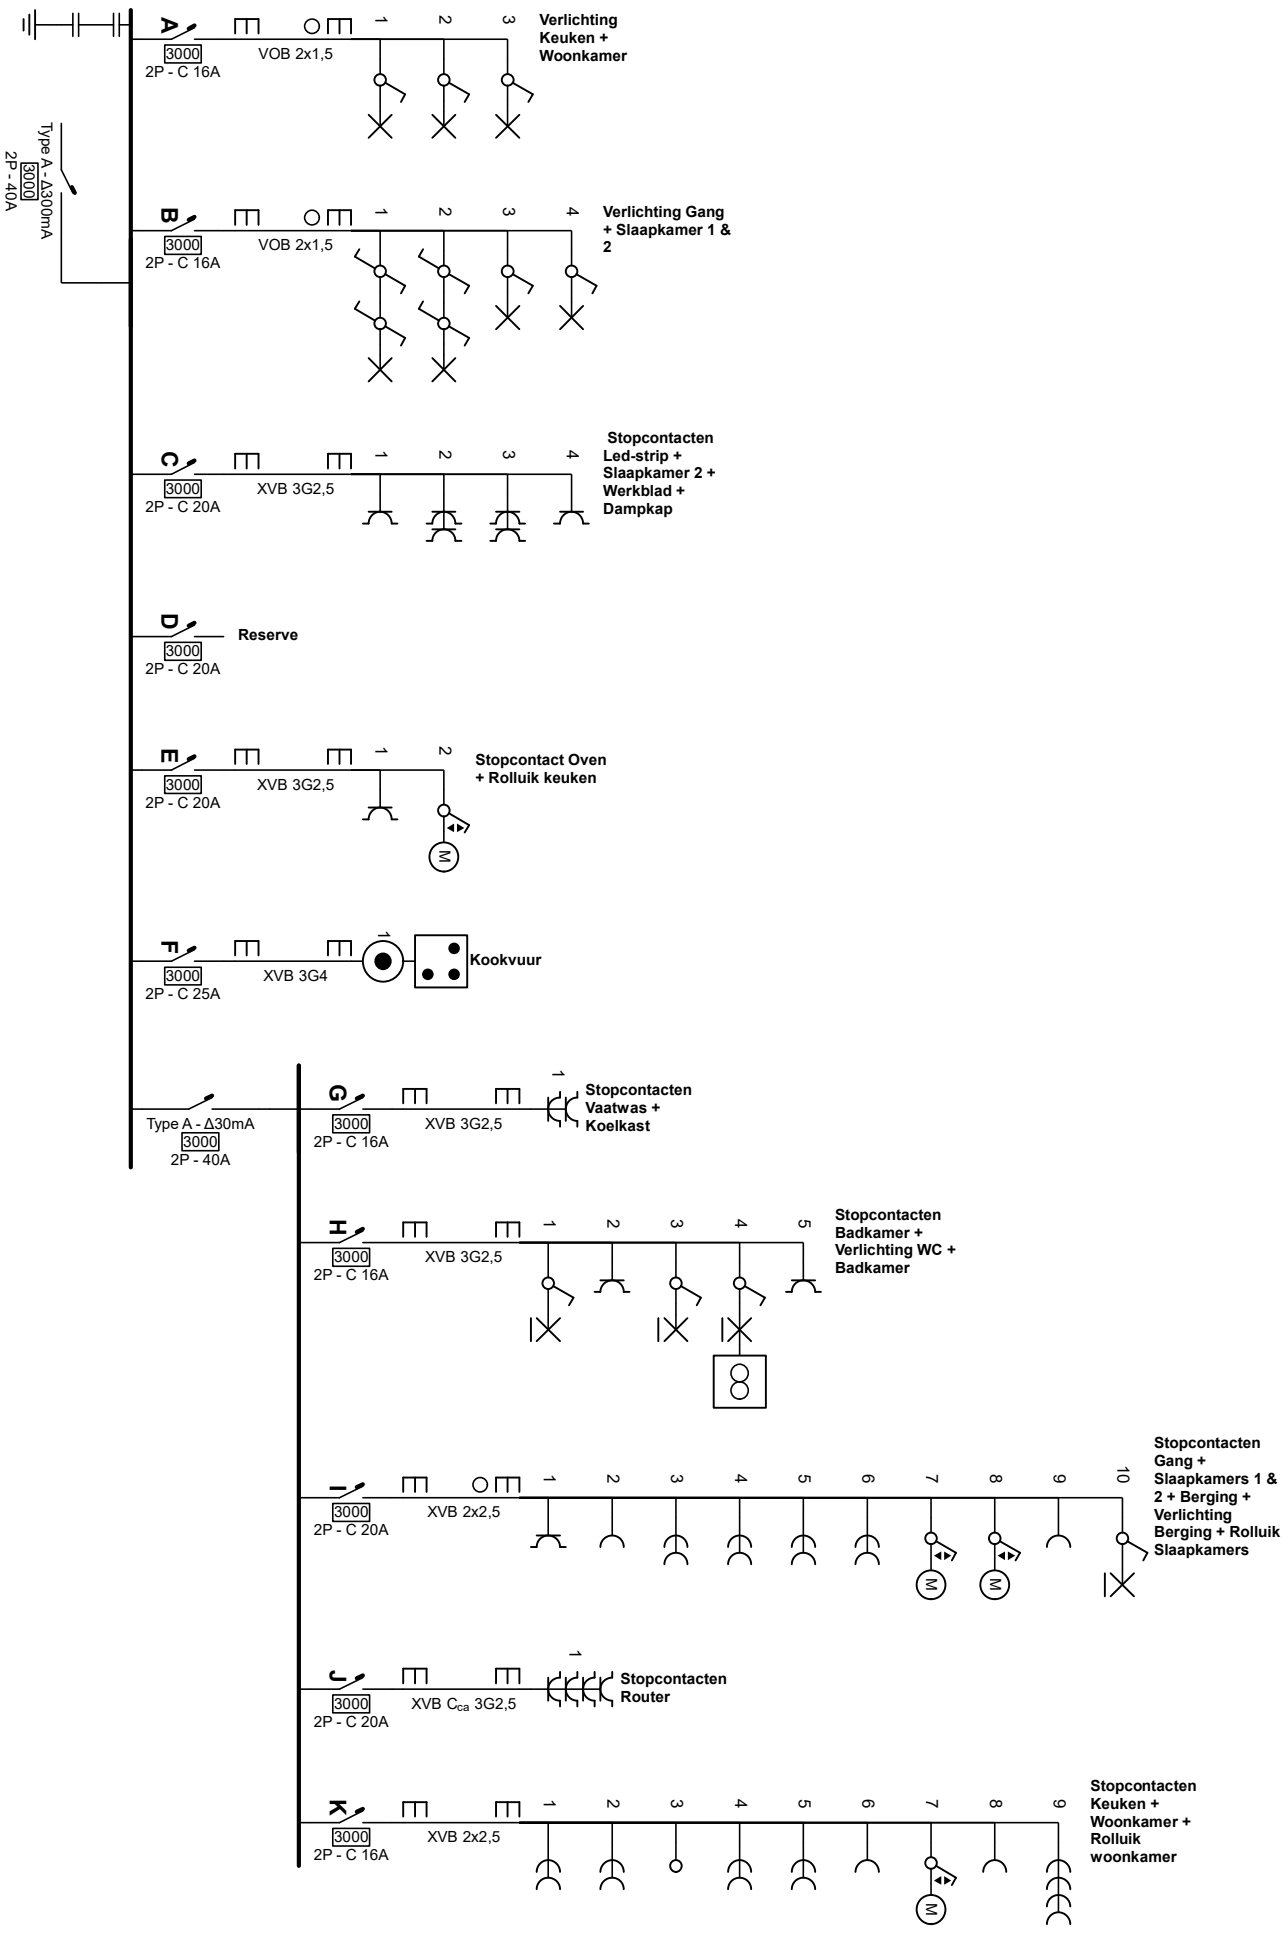 Type A - Δ300mA
3000
2P - 40A
A
3000
2P - C 16A
VOB 2x1,5
1 2 3
Verlichting
Keuken +
Woonkamer
B
3000
2P - C 16A
VOB 2x1,5
1 2 3 4
Verlichting Gang
+ Slaapkamer 1 &
2
C
3000
2P - C 20A
XVB 3G2,5
1 2 3 4
Stopcontacten
Led-strip +
Slaapkamer 2 +
Werkblad +
Dampkap
D
3000
2P - C 20A
Reserve
E
3000
2P - C 20A
XVB 3G2,5
1 2
M
Stopcontact Oven
+ Rolluik keuken
F
3000
2P - C 25A
XVB 3G4
1
Kookvuur
Type A - Δ30mA
3000
2P - 40A
G
3000
2P - C 16A
XVB 3G2,5
1
Stopcontacten
Vaatwas +
Koelkast
H
3000
2P - C 16A
XVB 3G2,5
1 2 3 4 5
Stopcontacten
Badkamer +
Verlichting WC +
Badkamer
I
3000
2P - C 20A
XVB 2x2,5
1 2 3 4 5 6 7 8 9 10
M M
Stopcontacten
Gang +
Slaapkamers 1 &
2 + Berging +
Verlichting
Berging + Rolluik
Slaapkamers
J
3000
2P - C 20A
XVB Cca 3G2,5
1
Stopcontacten
Router
K
3000
2P - C 16A
XVB 2x2,5
1 2 3 4 5 6 7 8 9
M
Stopcontacten
Keuken +
Woonkamer +
Rolluik
woonkamer